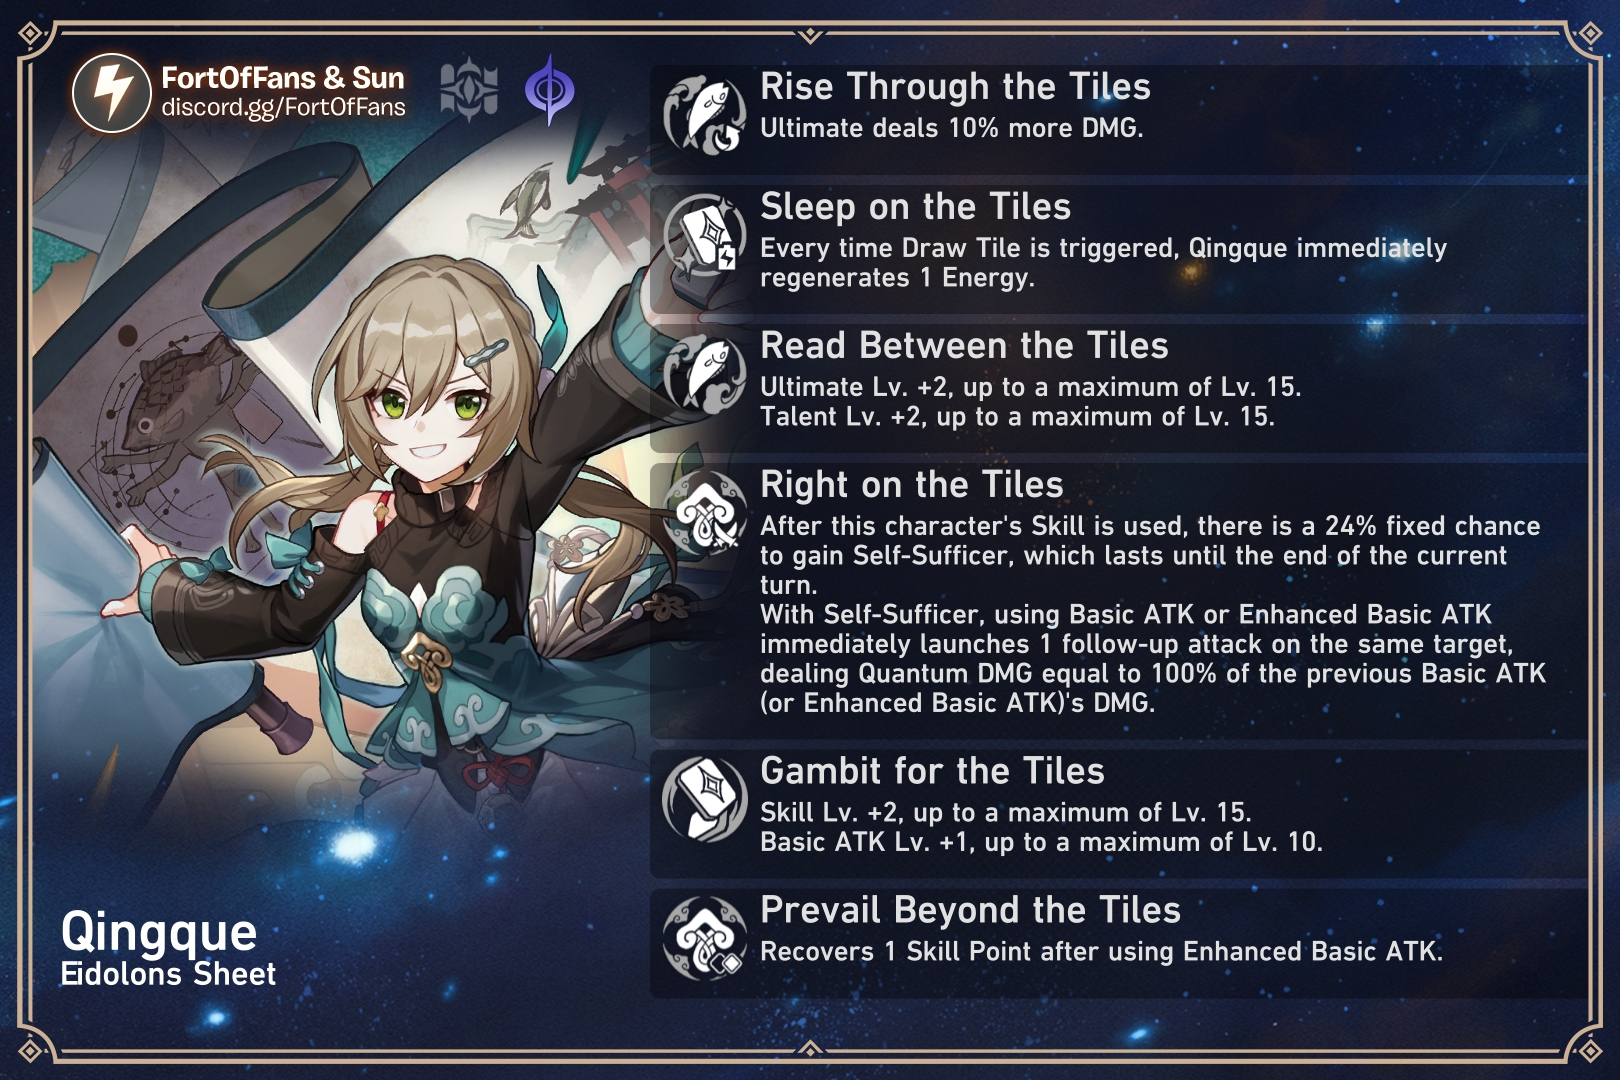 FortOfFans & Sun
discord.gg/FortOfFans
Rise Through the Tiles
Ultimate deals 10% more DMG.
Sleep on the Tiles
Every time Draw Tile is triggered, Qingque immediately
regenerates 1 Energy.
Read Between the Tiles
Ultimate Lv. +2, up to a maximum of Lv. 15.
Talent Lv. +2, up to a maximum of Lv. 15.
Right on the Tiles
After this character's Skill is used, there is a 24% fixed chance
to gain Self-Sufficer, which lasts until the end of the current
turn.
With Self-Sufficer, using Basic ATK or Enhanced Basic ATK
immediately launches 1 follow-up attack on the same target,
dealing Quantum DMG equal to 100% of the previous Basic ATK
(or Enhanced Basic ATK)'s DMG.
Gambit for the Tiles
Skill Lv. +2, up to a maximum of Lv. 15.
Basic ATK Lv. +1, up to a maximum of Lv. 10.
Prevail Beyond the Tiles
Recovers 1 Skill Point after using Enhanced Basic ATK.
Qingque
Eidolons Sheet